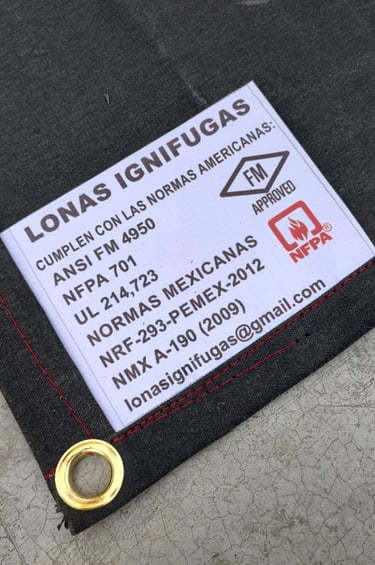 LONAS IGNIFUGAS
CUMPLEN CON LAS NORMAS AMERICANAS:
ANSI FM 4950
NFPA 701
UL 214,723
NORMAS MEXICANAS
NRF-293-PEMEX-2012
NMX A-190 (2009)
lonasignifugas@gmail.com
FM
APPROVED
NFPA®